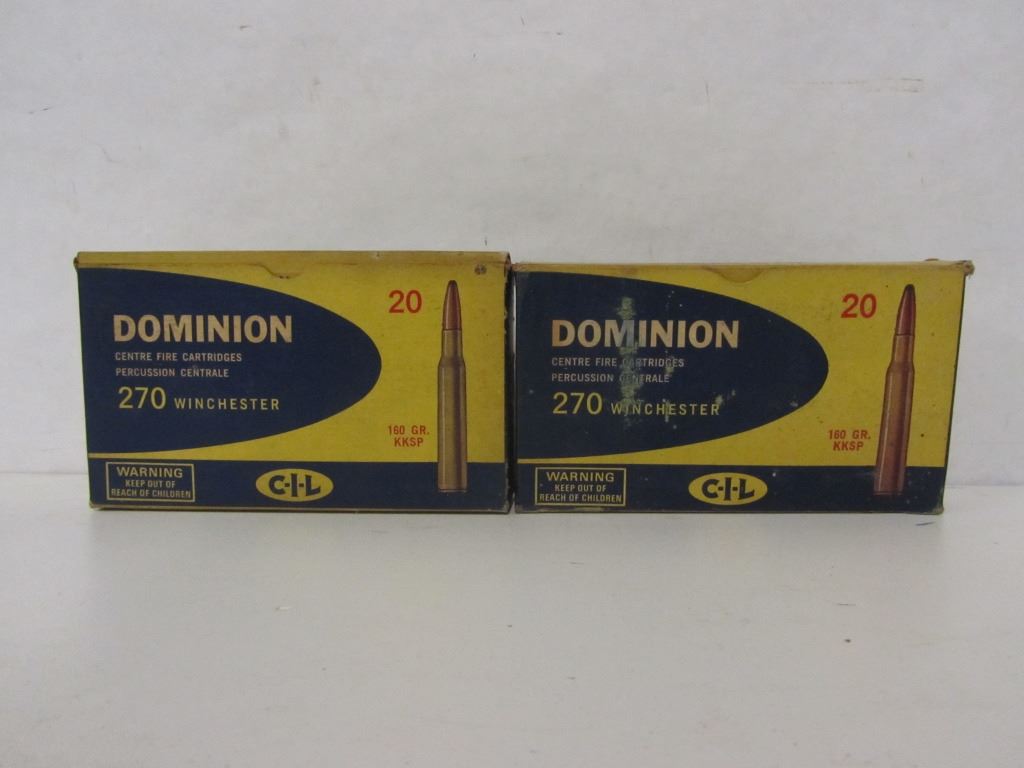 20
DOMINION
CENTRE FIRE CARTRIDGES
PERCUSSION CENTRALE
270 WINCHESTER
160 GR.
KKSP
WARNING
KEEP OUT OF
REACH OF CHILDREN
C-I-L
20
DOMINION
CENTRE FIRE CARTRIDGES
PERCUSSION CENTRALE
270 WINCHESTER
160 GR.
KKSP
WARNING
KEEP OUT OF
REACH OF CHILDREN
C-I-L